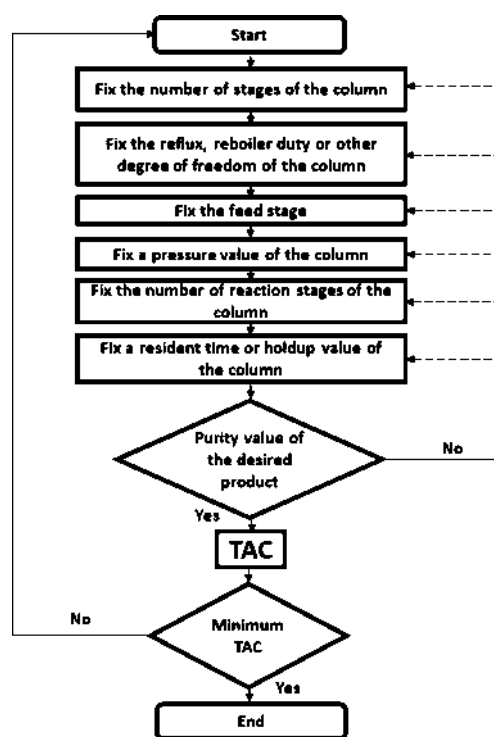 Start
Fix the number of stages of the column
Fix the reflux, reboiler duty or other
degree of freedom of the column
Fix the feed stage
Fix a pressure value of the column
Fix the number of reaction stages of the
column
Fix a resident time or holdup value of
the column
Purity value of
the desired
product
No
Yes
TAC
No
Minimum
TAC
Yes
End